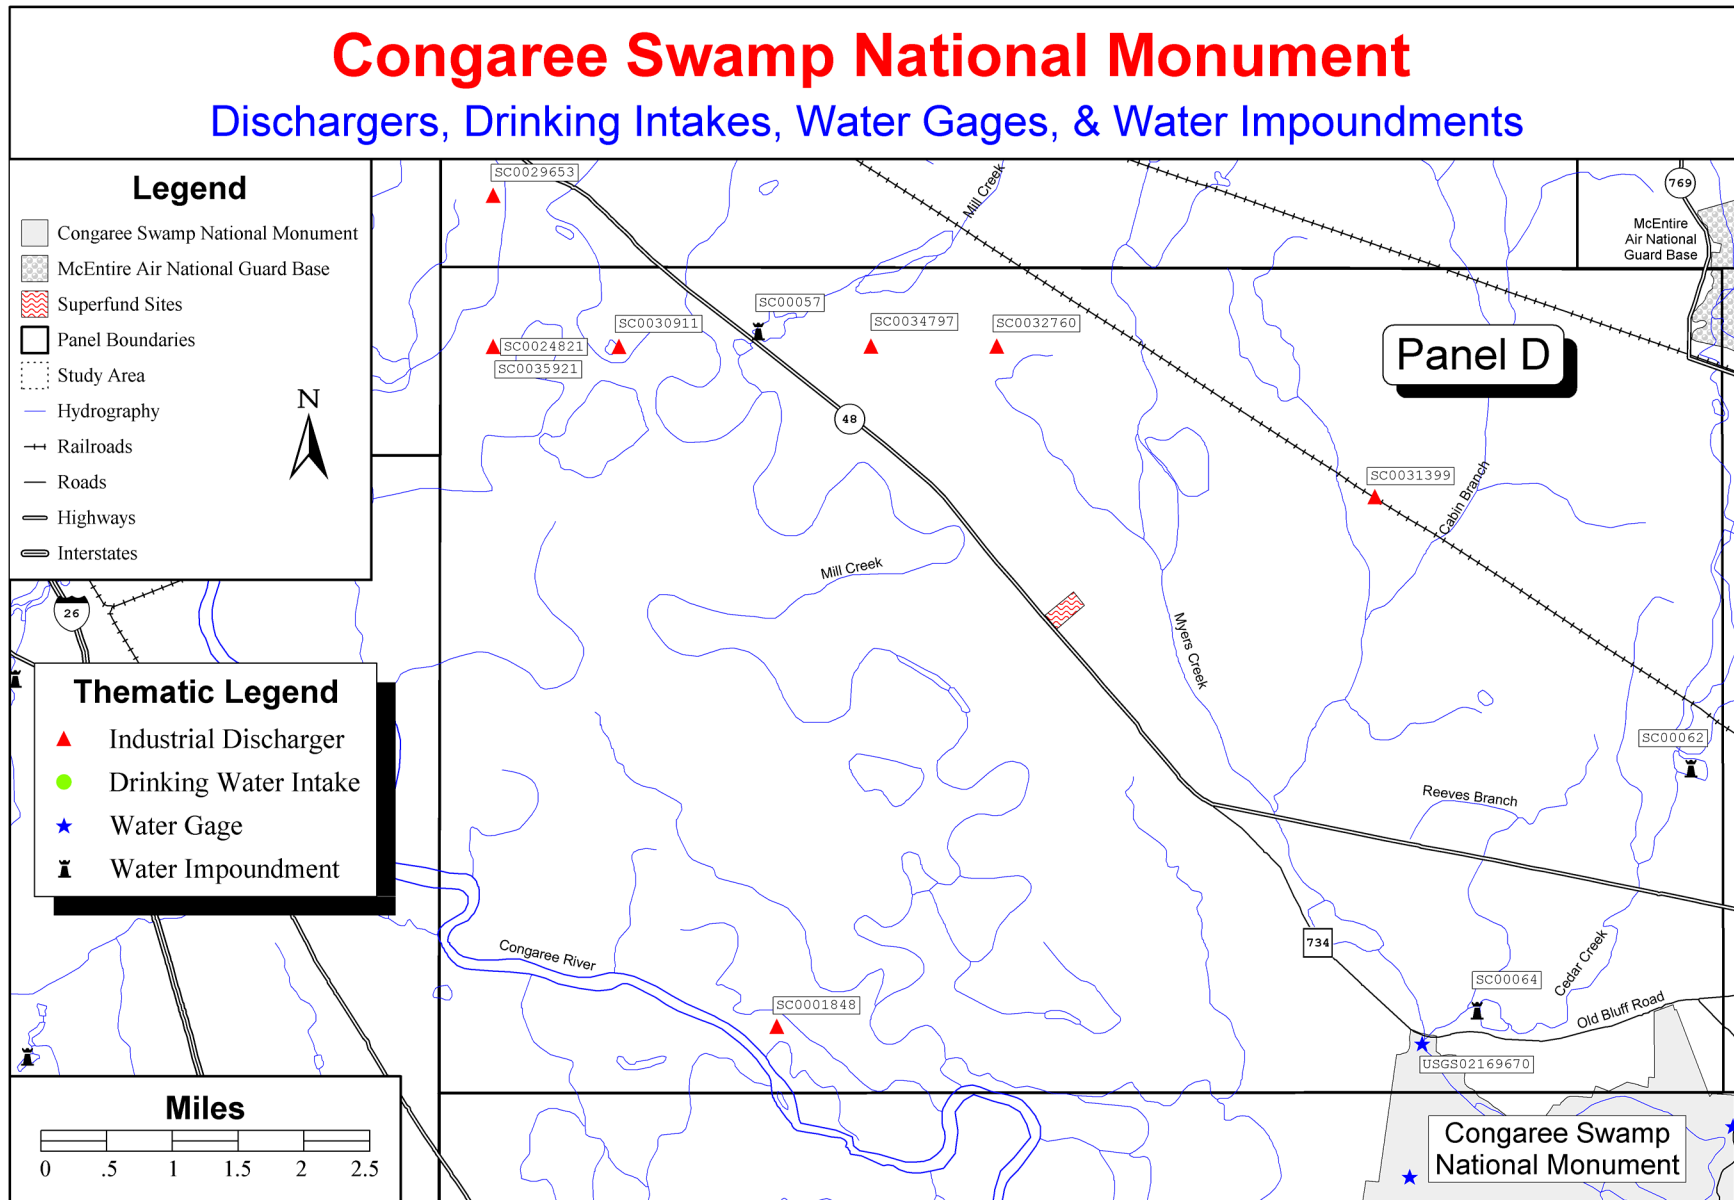 Congaree Swamp National Monument
Dischargers, Drinking Intakes, Water Gages, & Water Impoundments
Legend
Congaree Swamp National Monument
McEntire Air National Guard Base
Superfund Sites
Panel Boundaries
Study Area
Hydrography
Railroads
Roads
Highways
Interstates
N
SC0029653
Mill Creek
769
McEntire
Air National
Guard Base
SC00057
SC0030911
SC0034797
SC0032760
SC0024821
SC0035921
Panel D
48
SC0031399
Cabin Branch
Mill Creek
26
Myers Creek
Thematic Legend
Industrial Discharger
Drinking Water Intake
Water Gage
Water Impoundment
SC00062
Reeves Branch
Congaree River
734
Cedar Creek
SC00064
SC0001848
Old Bluff Road
USGS02169670
Miles
0 .5 1 1.5 2 2.5
Congaree Swamp
National Monument